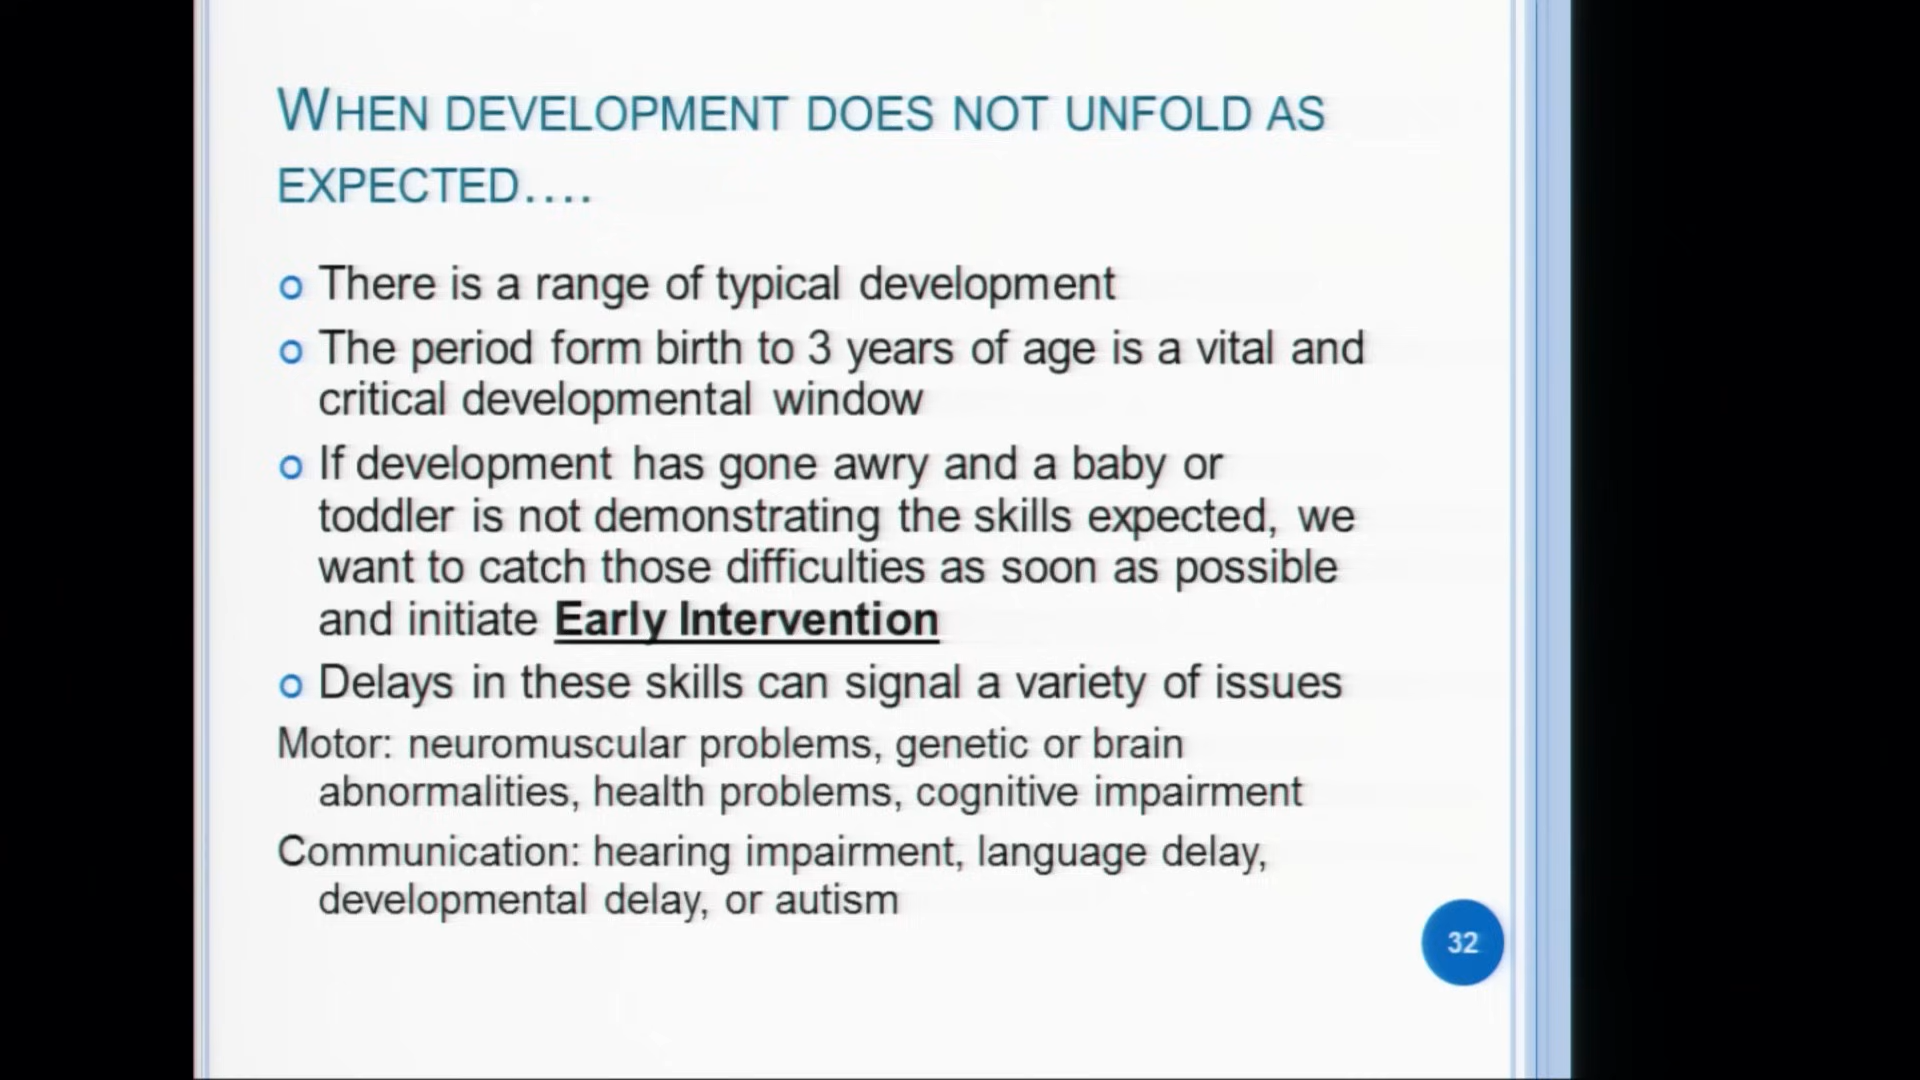 WHEN DEVELOPMENT DOES NOT UNFOLD AS
EXPECTED....
There is a range of typical development
The period form birth to 3 years of age is a vital and
critical developmental window
If development has gone awry and a baby or
toddler is not demonstrating the skills expected, we
want to catch those difficulties as soon as possible
and initiate Early Intervention
Delays in these skills can signal a variety of issues
Motor: neuromuscular problems, genetic or brain
abnormalities, health problems, cognitive impairment
Communication: hearing impairment, language delay,
developmental delay, or autism
32